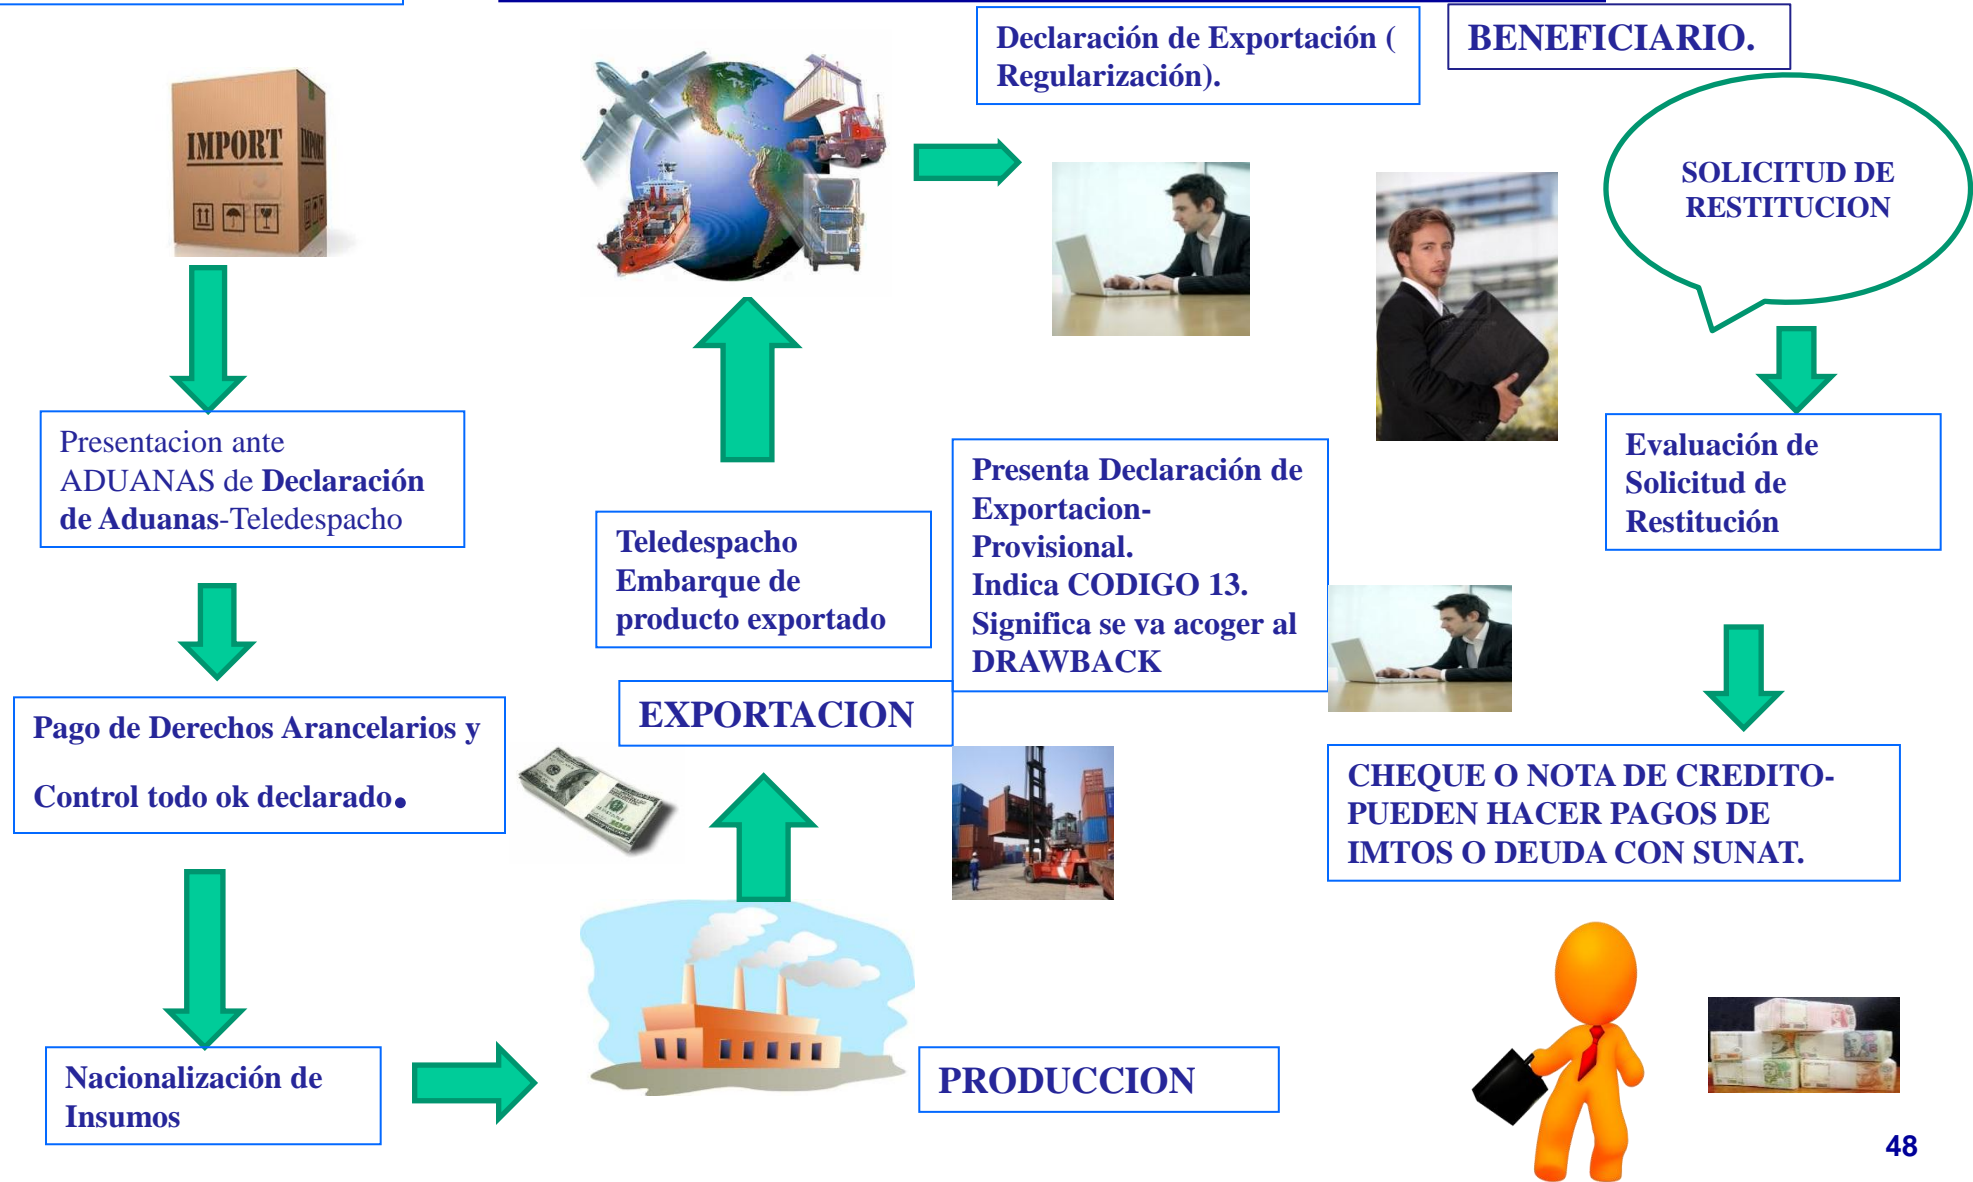 IMPORT
Presentacion ante
ADUANAS de Declaración
de Aduanas-Teledespacho
Pago de Derechos Arancelarios y
Control todo ok declarado.
Nacionalización de
Insumos
PRODUCCION
EXPORTACION
Teledespacho
Embarque de
producto exportado
Presenta Declaración de
Exportacion-
Provisional.
Indica CODIGO 13.
Significa se va acoger al
DRAWBACK
Declaración de Exportación (
Regularización).
BENEFICIARIO.
SOLICITUD DE
RESTITUCION
Evaluación de
Solicitud de
Restitución
CHEQUE O NOTA DE CREDITO-
PUEDEN HACER PAGOS DE
IMTOS O DEUDA CON SUNAT.
48